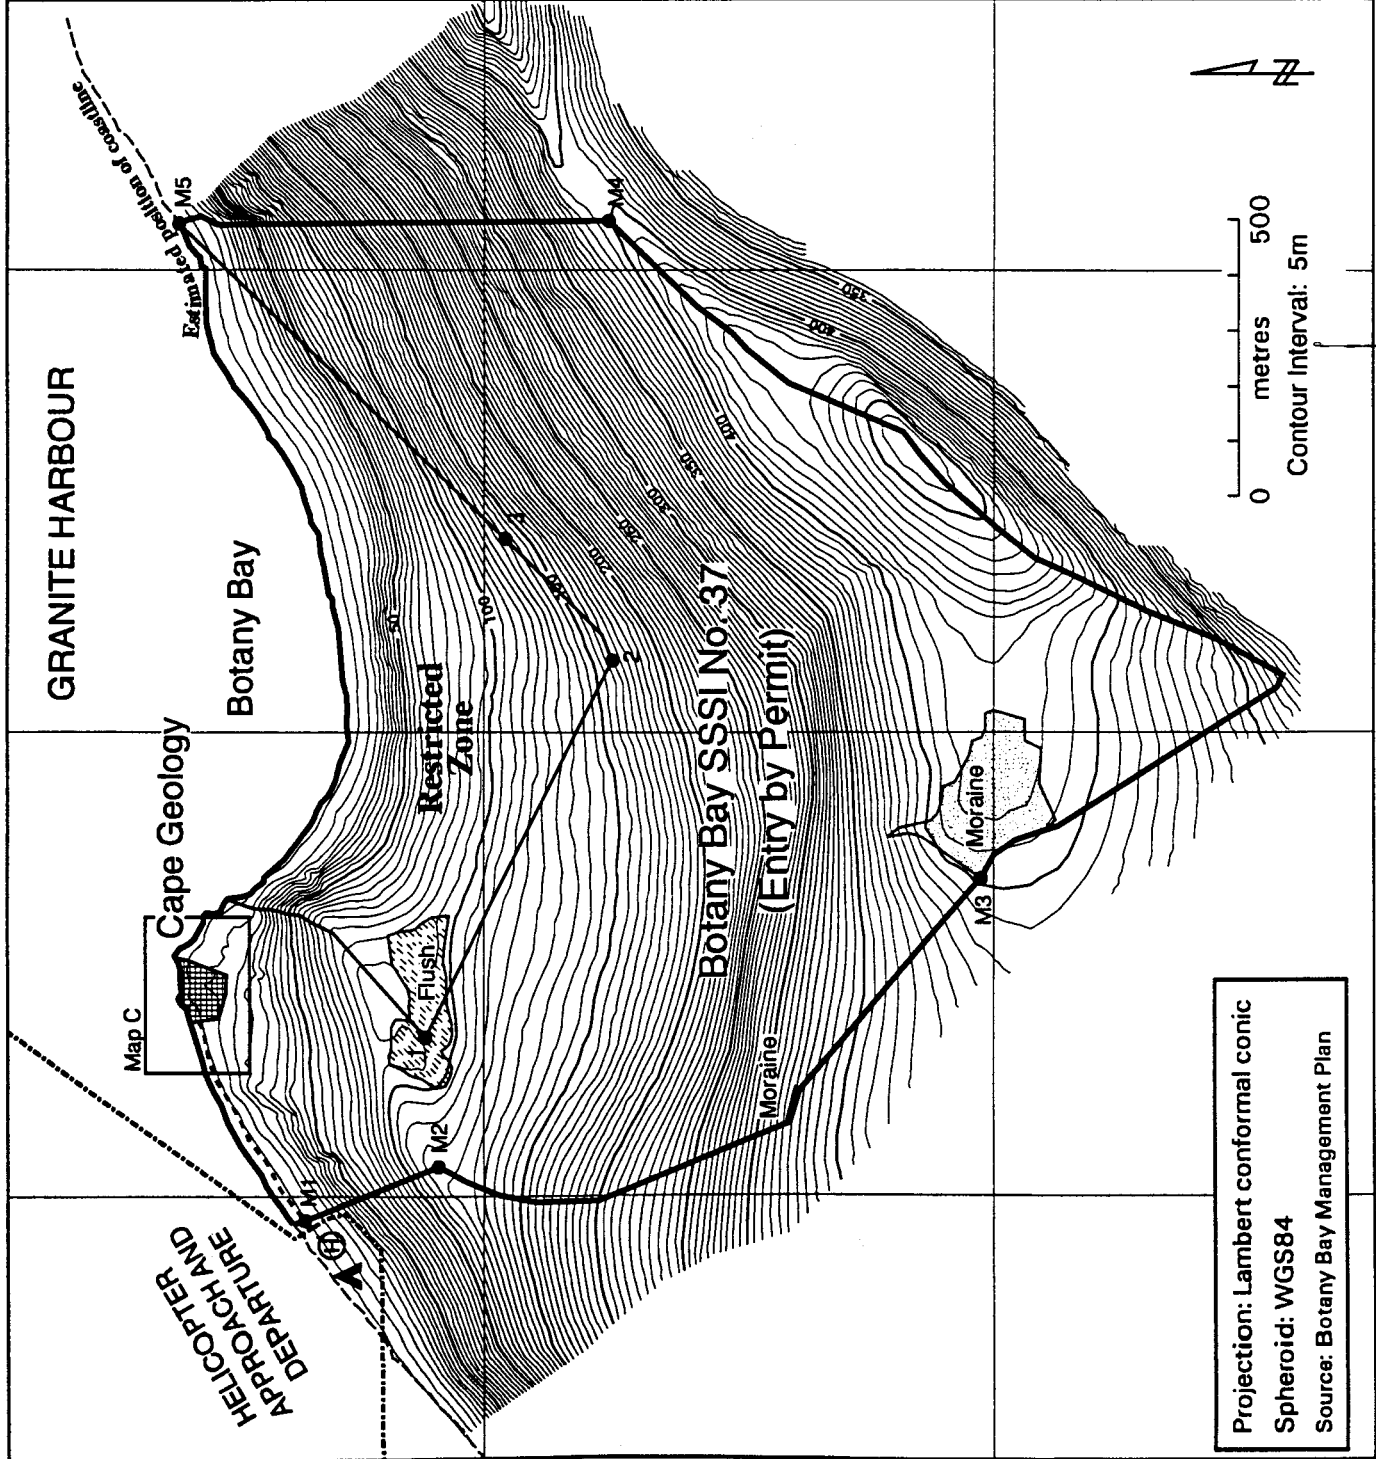 GRANITE HARBOUR
Botany Bay
Cape Geology
Map C
Estimated position of coastline
M5
M4
HELICOPTER
APPROACH AND
DEPARTURE
H
A
M1
M2
Flush
1
Restricted
Zone
50
100
2
3
150
200
250
300
350
400
400
350
Botany Bay SSSI No. 37
(Entry by Permit)
Moraine
Moraine
M3
0 metres 500
Contour Interval: 5m
N
Projection: Lambert conformal conic
Spheroid: WGS84
Source: Botany Bay Management Plan